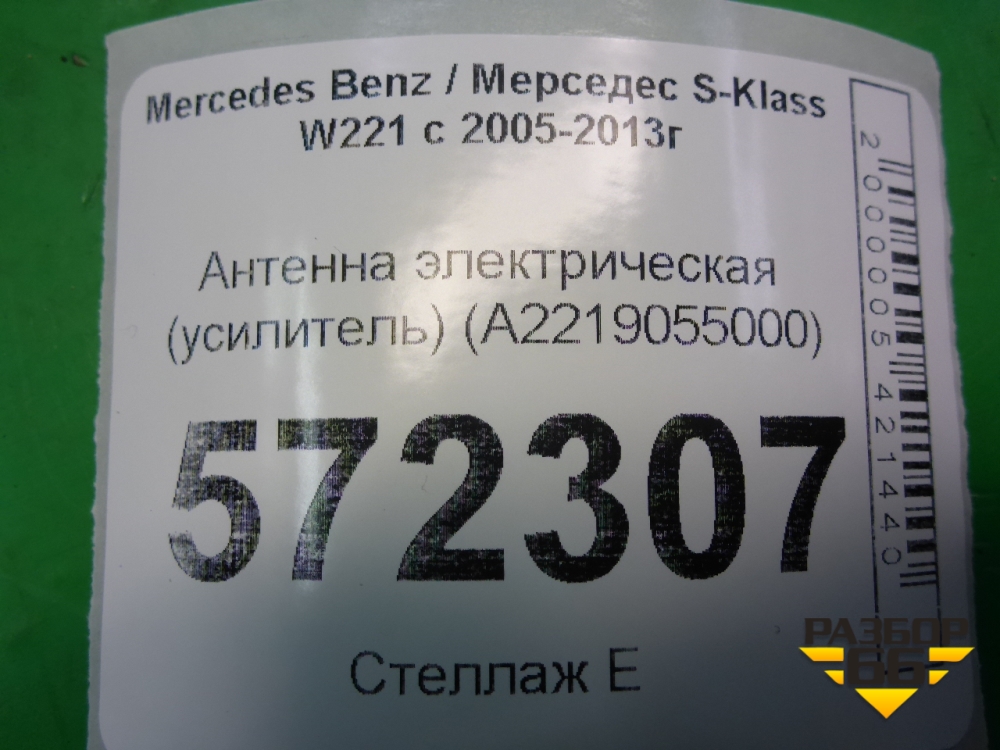 Mercedes Benz / Мерседес S-Klass
W221 с 2005-2013г
Антенна электрическая
(усилитель) (A2219055000)
572307
Стеллаж Е
2000005421440
РАЗБОР
66